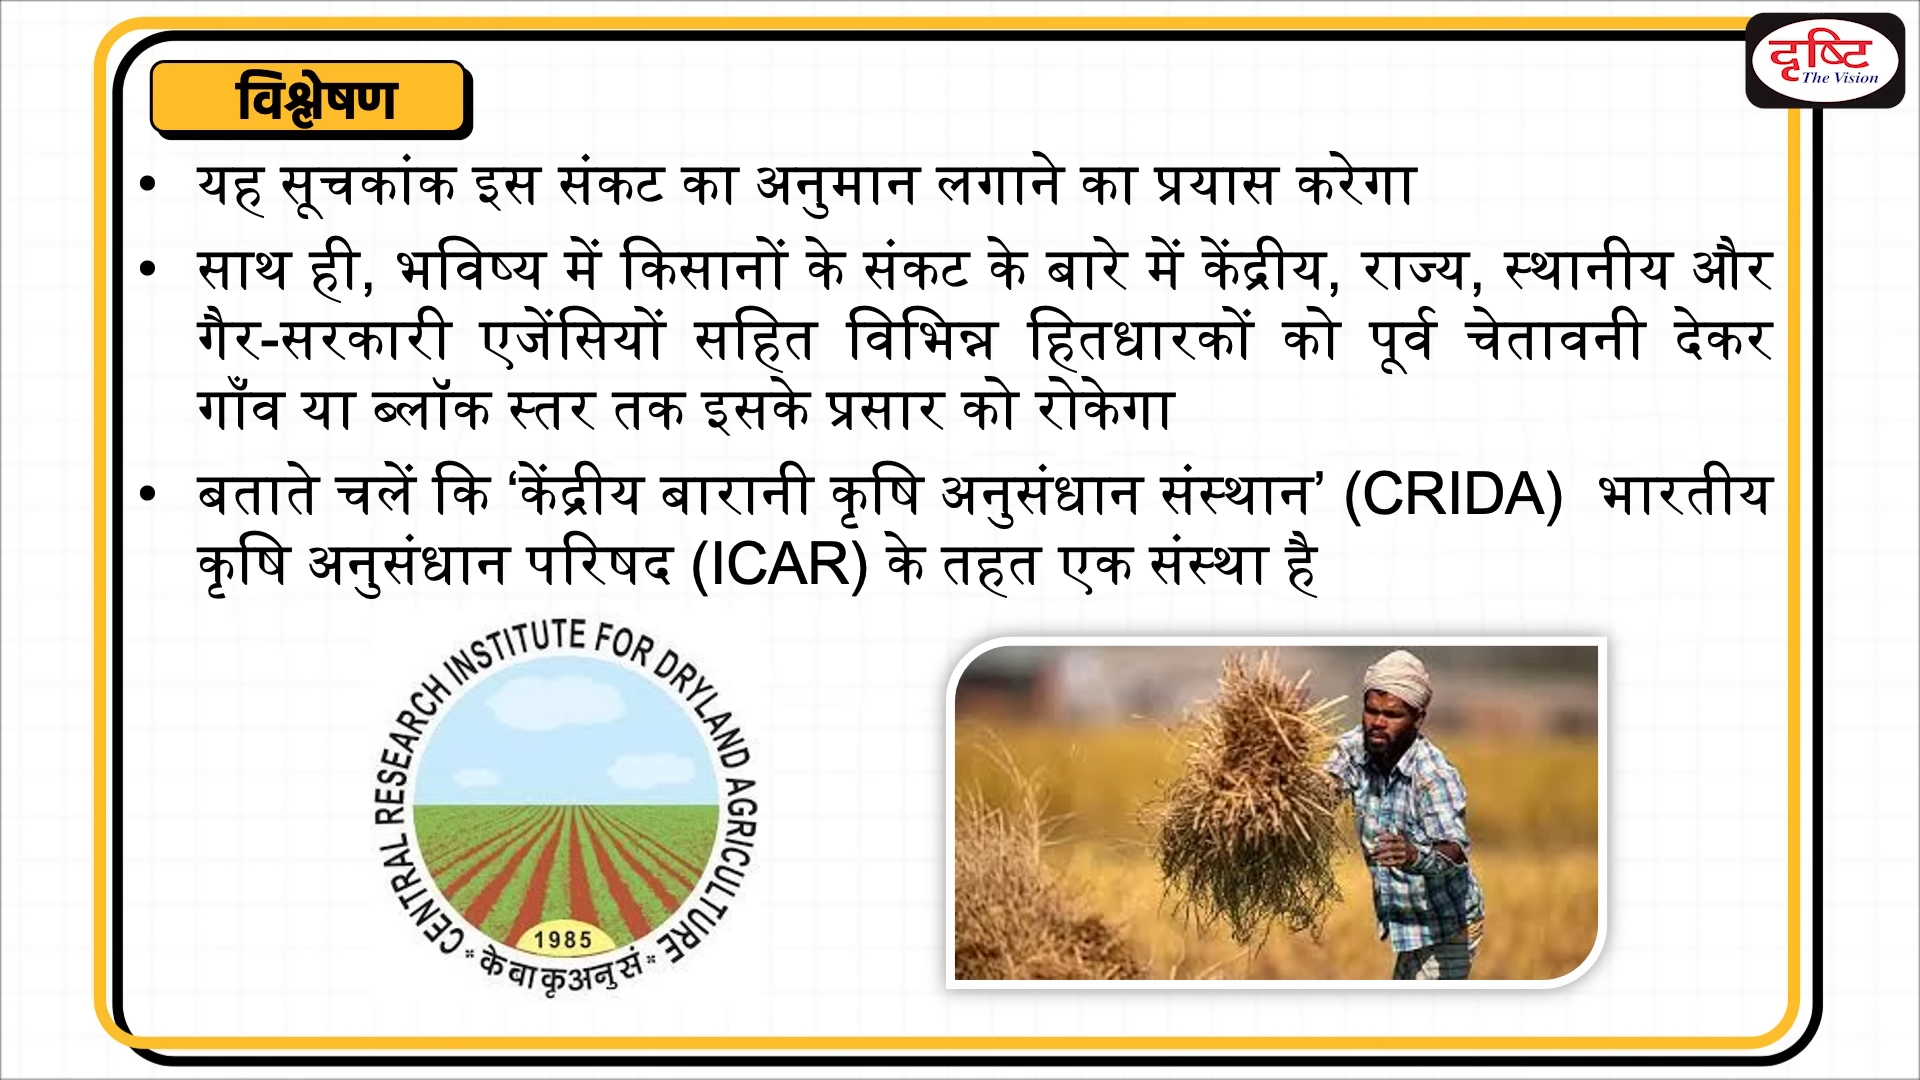 दृष्टि
The Vision
विश्लेषण
• यह सूचकांक इस संकट का अनुमान लगाने का प्रयास करेगा
• साथ ही, भविष्य में किसानों के संकट के बारे में केंद्रीय, राज्य, स्थानीय और
गैर-सरकारी एजेंसियों सहित विभिन्न हितधारकों को पूर्व चेतावनी देकर
गाँव या ब्लॉक स्तर तक इसके प्रसार को रोकेगा
• बताते चलें कि ‘केंद्रीय बारानी कृषि अनुसंधान संस्थान’ (CRIDA) भारतीय
कृषि अनुसंधान परिषद (ICAR) के तहत एक संस्था है
CENTRAL RESEARCH INSTITUTE FOR DRYLAND AGRICULTURE
1985
* केबाकृअनुसं *